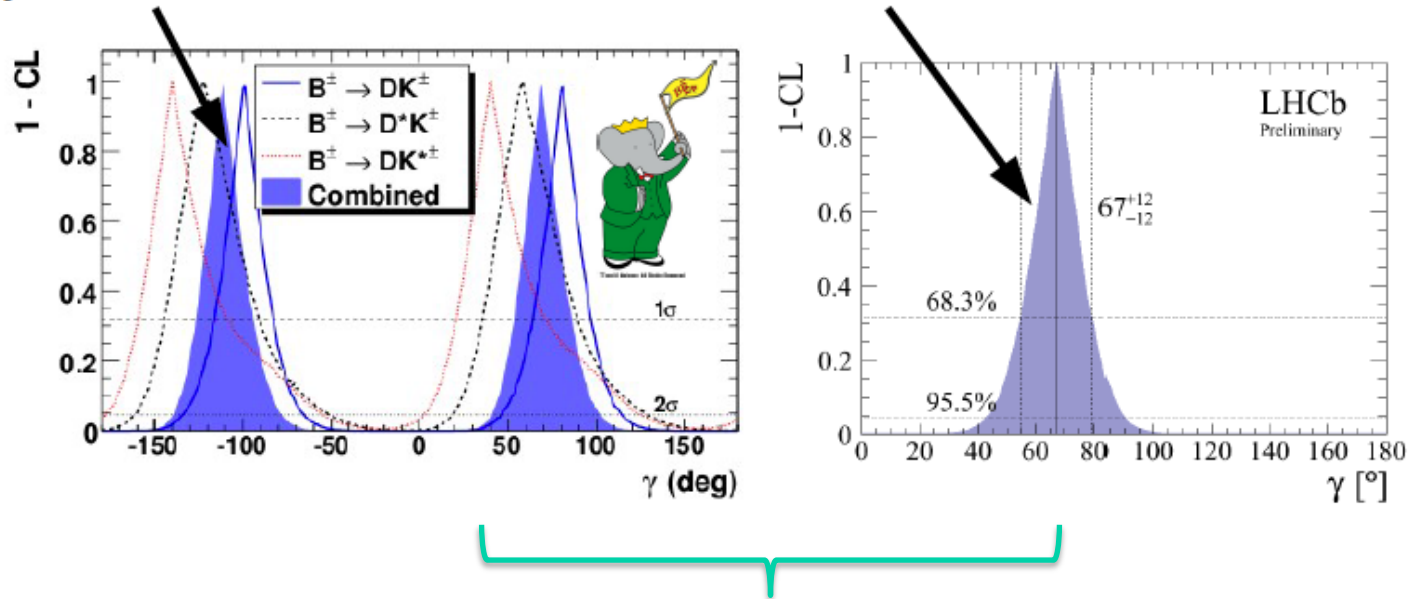 1 - CL
1
0.8
0.6
0.4
0.2
0
B± → DK±
B± → D*K±
B± → DK*±
Combined
1σ
2σ
-150 -100 -50 0 50 100 150
γ (deg)
1-CL
1
0.8
0.6
0.4
0.2
0
LHCb
Preliminary
67 +12 -12
68.3%
95.5%
0 20 40 60 80 100 120 140 160 180
γ [°]